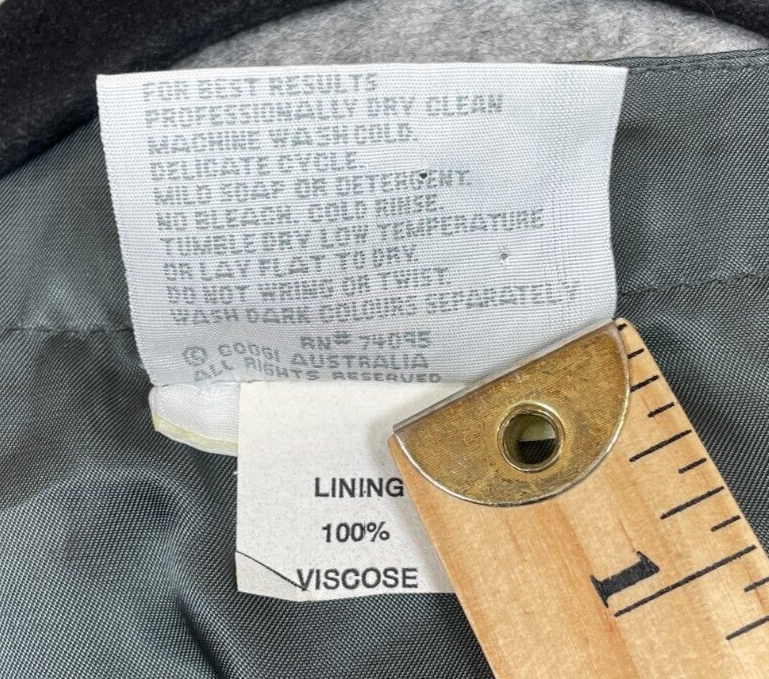 FOR BEST RESULTS
PROFESSIONALLY DRY CLEAN
MACHINE WASH COLD.
DELICATE CYCLE.
MILD SOAP OR DETERGENT.
NO BLEACH. COLD RINSE.
TUMBLE DRY LOW TEMPERATURE
OR LAY FLAT TO DRY.
DO NOT WRING OR TWIST.
WASH DARK COLOURS SEPARATELY
RN# 74095
© COOGI AUSTRALIA
ALL RIGHTS RESERVED
LINING
100%
VISCOSE
1